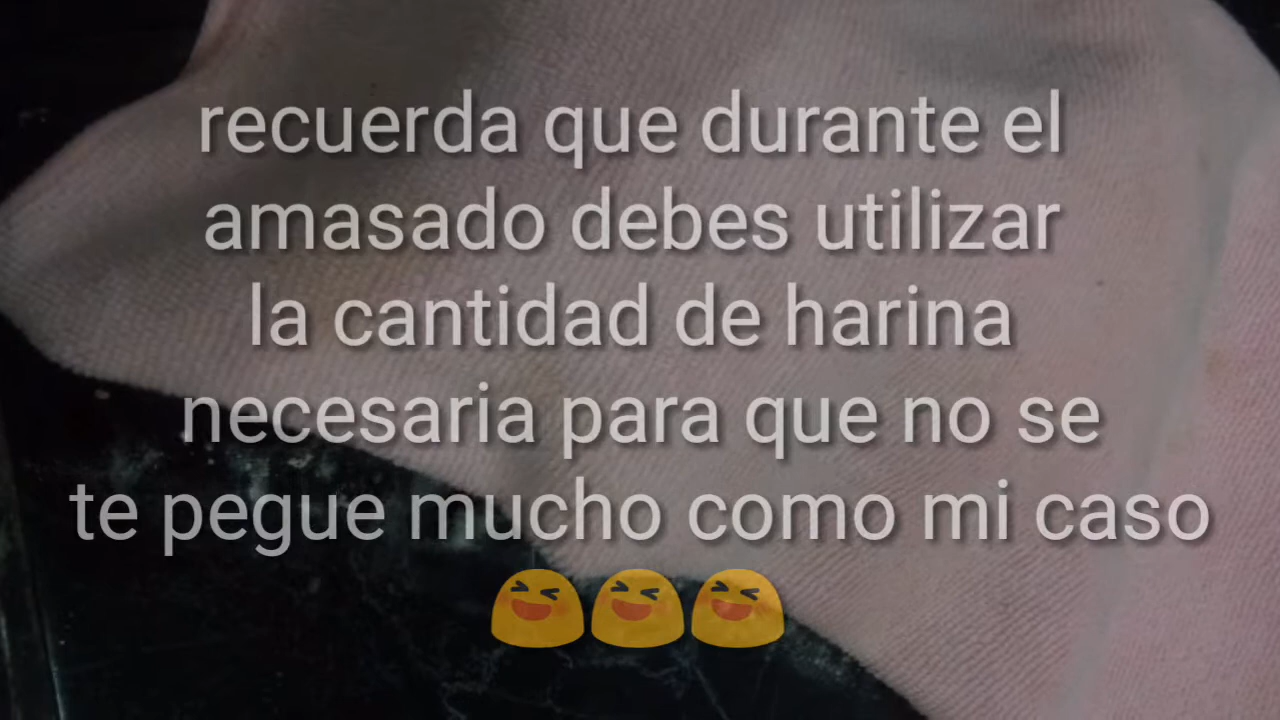 recuerda que durante el
amasado debes utilizar
la cantidad de harina
necesaria para que no se
te pegue mucho como mi caso
😆😆😆